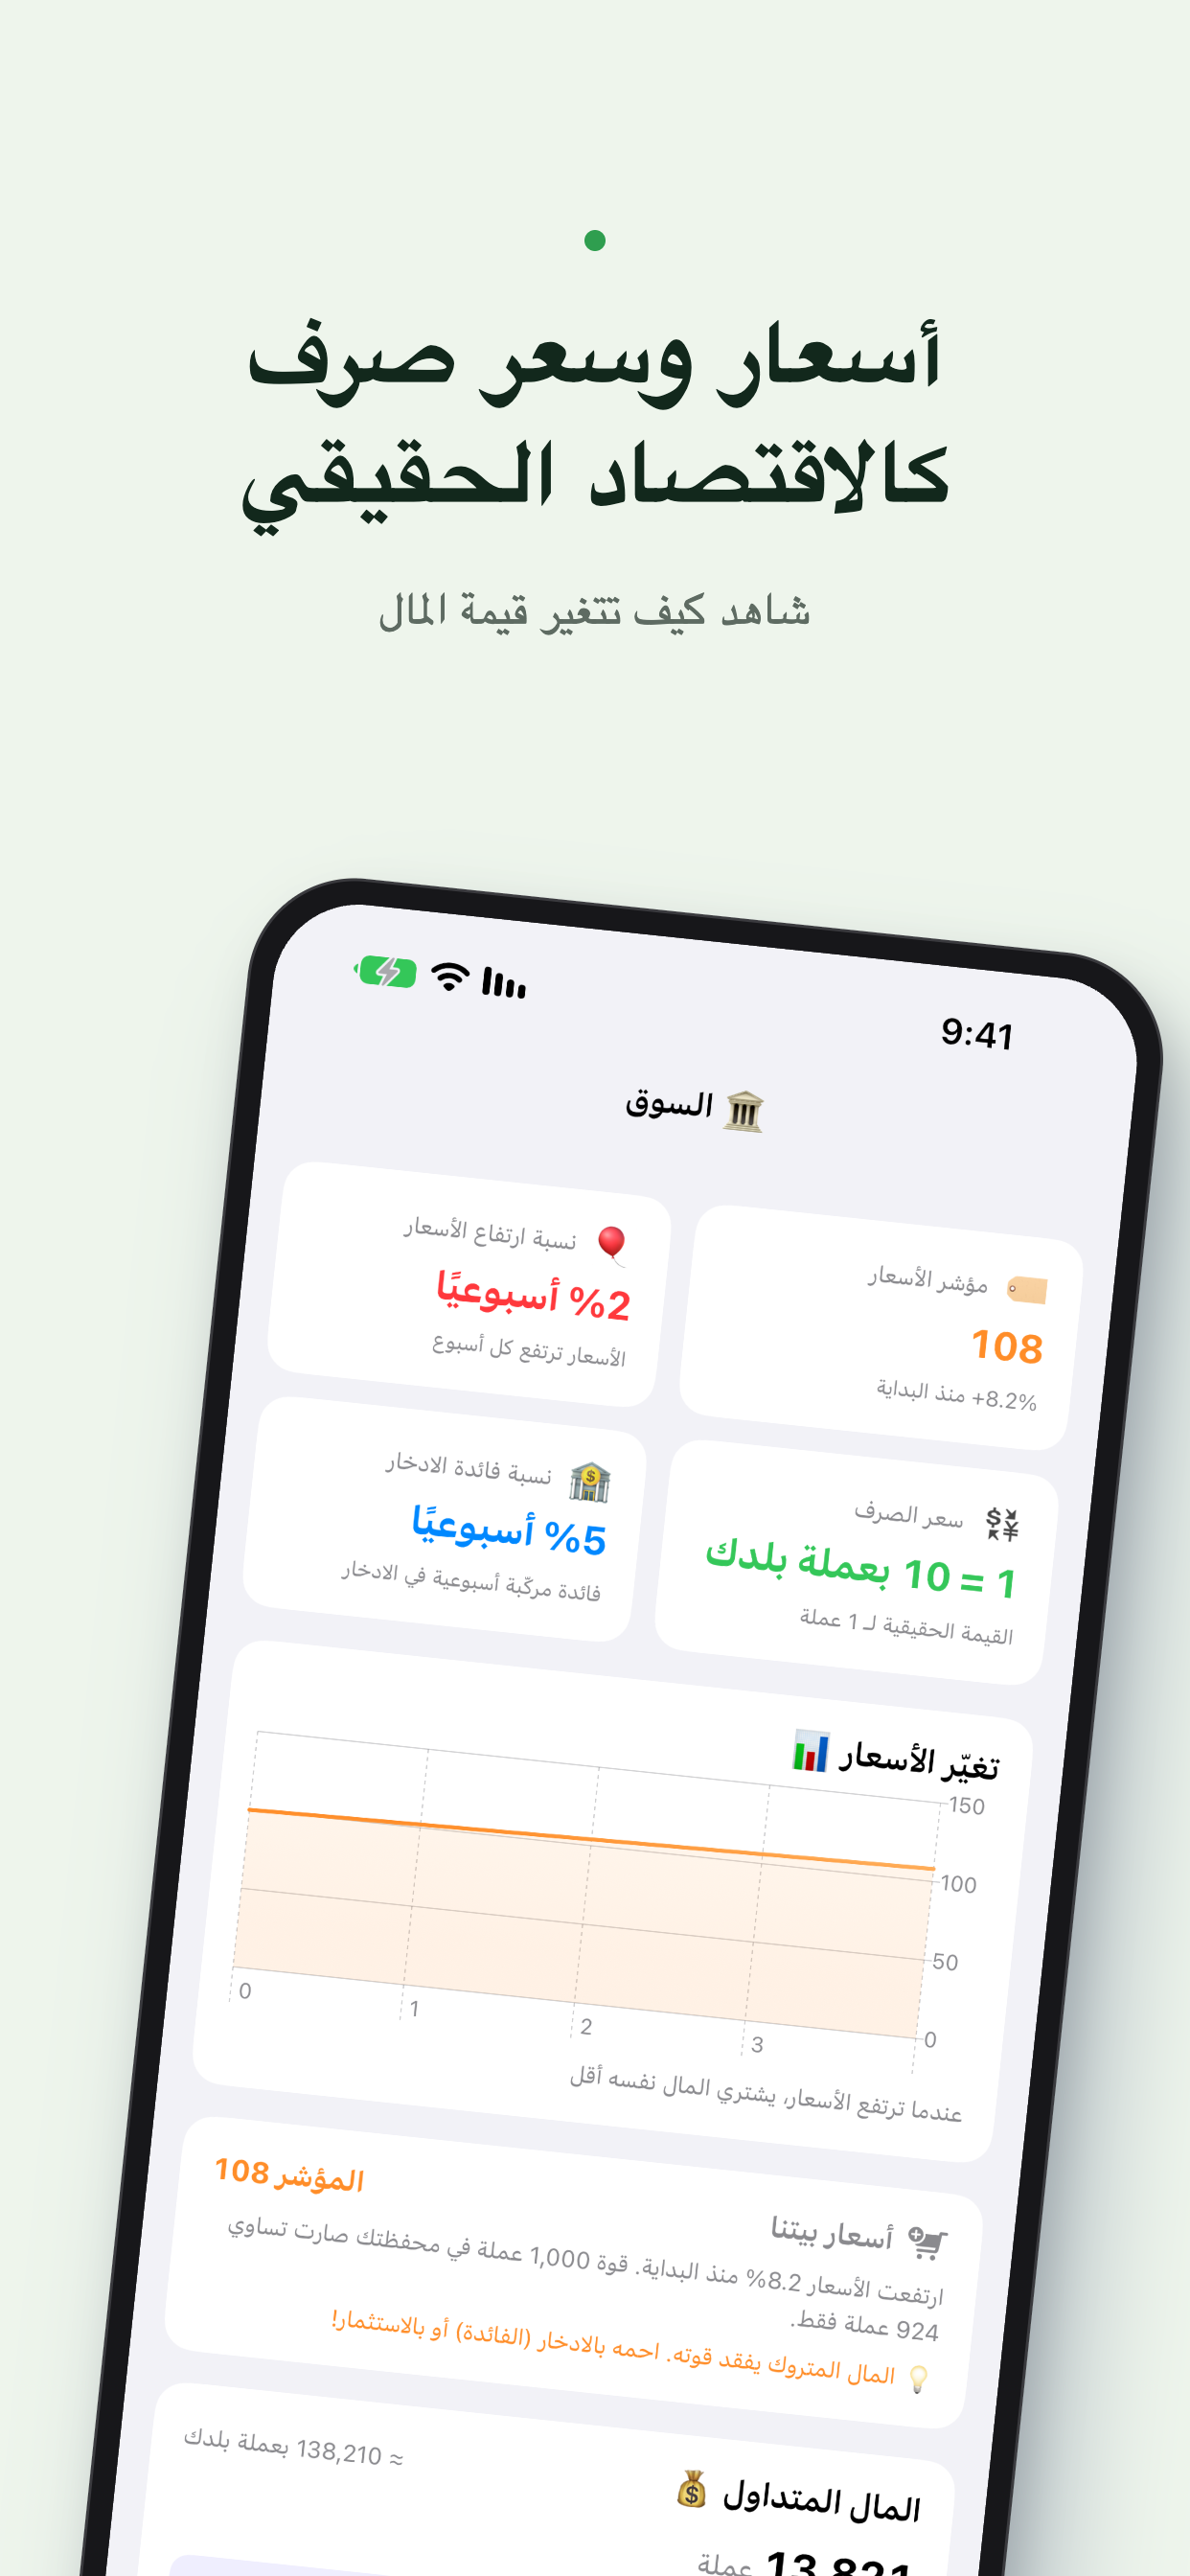 أسعار وسعر صرف
كالاقتصاد الحقيقي
شاهد كيف تتغير قيمة المال
9:41
السوق
مؤشر الأسعار
108
+8.2% منذ البداية
نسبة ارتفاع الأسعار
%2 أسبوعيًا
الأسعار ترتفع كل أسبوع
سعر الصرف
1 = 10 بعملة بلدك
القيمة الحقيقية لـ 1 عملة
نسبة فائدة الادخار
%5 أسبوعيًا
فائدة مركّبة أسبوعية في الادخار
تغيّر الأسعار
150
100
50
0
0
1
2
3
عندما ترتفع الأسعار، يشتري المال نفسه أقل
أسعار بيتنا
المؤشر 108
ارتفعت الأسعار 8.2% منذ البداية. قوة 1,000 عملة في محفظتك صارت تساوي
924 عملة فقط.
المال المتروك يفقد قوته. احمه بالادخار (الفائدة) أو بالاستثمار!
المال المتداول
≈ 138,210 بعملة بلدك
13,821 عملة